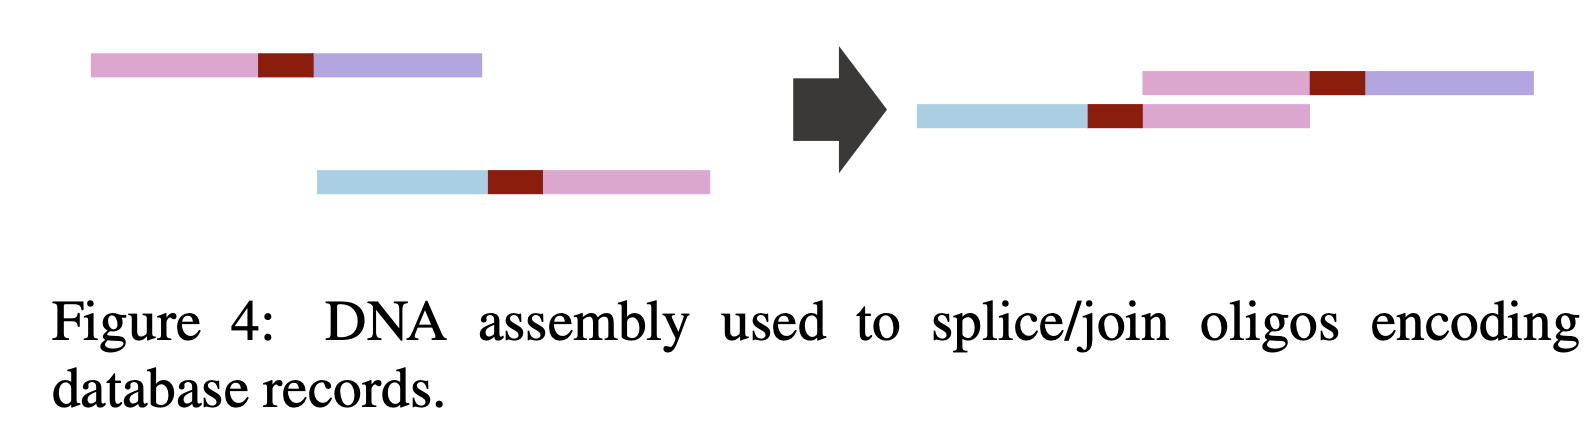 Figure 4: DNA assembly used to splice/join oligos encoding
database records.